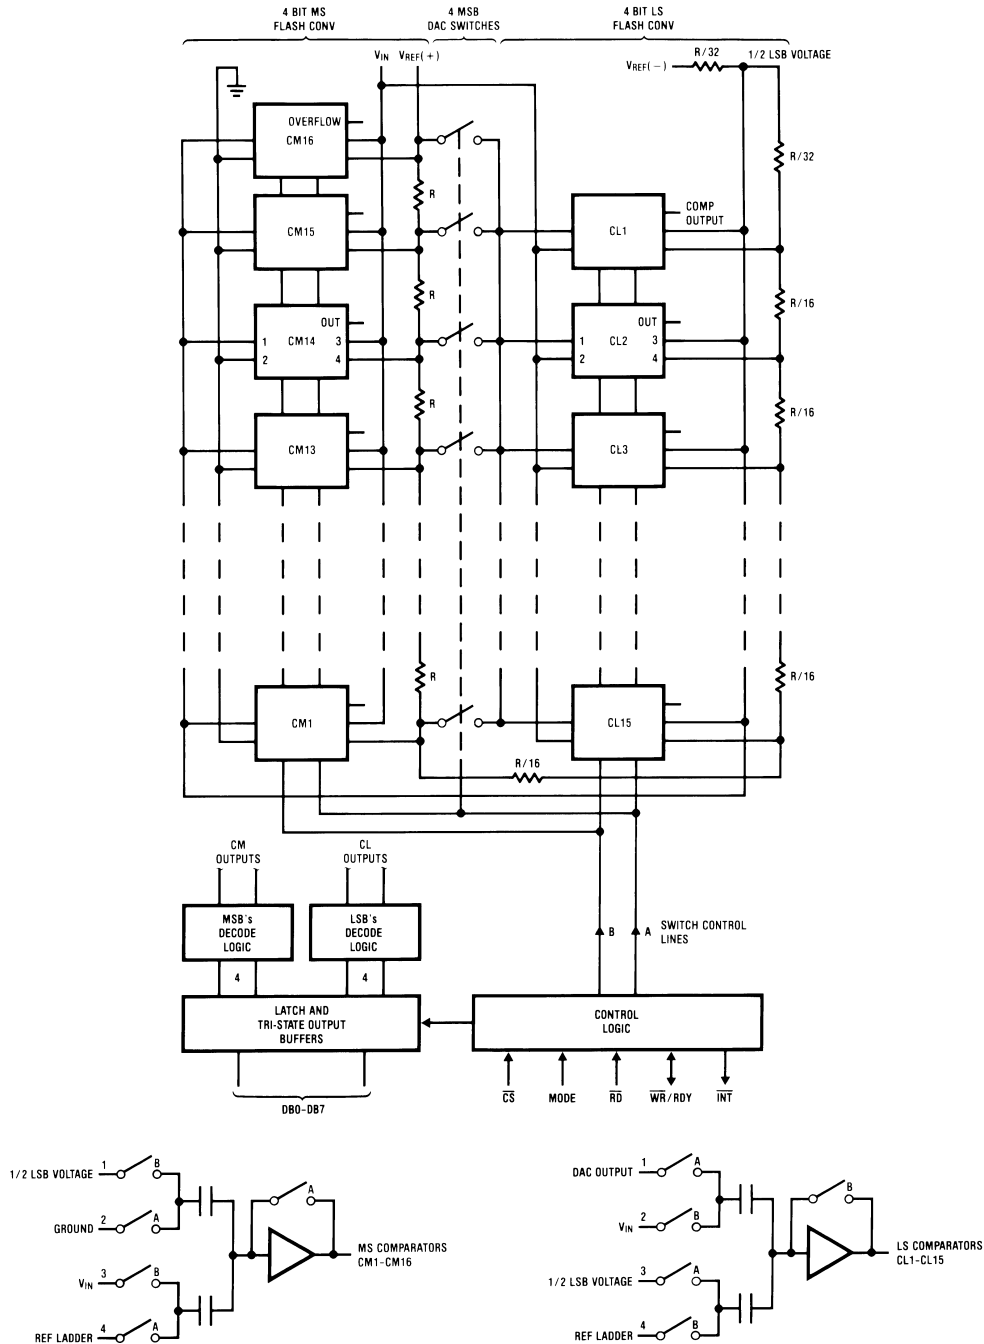 4 BIT MS
FLASH CONV
4 MSB
DAC SWITCHES
4 BIT LS
FLASH CONV
VIN
VREF(+)
VREF(−)
R/32
1/2 LSB VOLTAGE
OVERFLOW
CM16
R/32
R
CM15
CL1
COMP
OUTPUT
R
R/16
OUT
1 CM14 3
2 4
OUT
1 CL2 3
2 4
R
R/16
CM13
CL3
R
R/16
CM1
CL15
R/16
CM
OUTPUTS
CL
OUTPUTS
MSB's
DECODE
LOGIC
LSB's
DECODE
LOGIC
B
A
SWITCH CONTROL
LINES
4
4
LATCH AND
TRI-STATE OUTPUT
BUFFERS
CONTROL
LOGIC
C̅S̅
MODE
R̅D̅
W̅R̅/RDY
I̅N̅T̅
DB0–DB7
1/2 LSB VOLTAGE 1 B
A
GROUND 2 A
MS COMPARATORS
CM1–CM16
VIN 3 B
REF LADDER 4 A
DAC OUTPUT 1 A
B
VIN 2 B
LS COMPARATORS
CL1–CL15
1/2 LSB VOLTAGE 3 A
REF LADDER 4 B